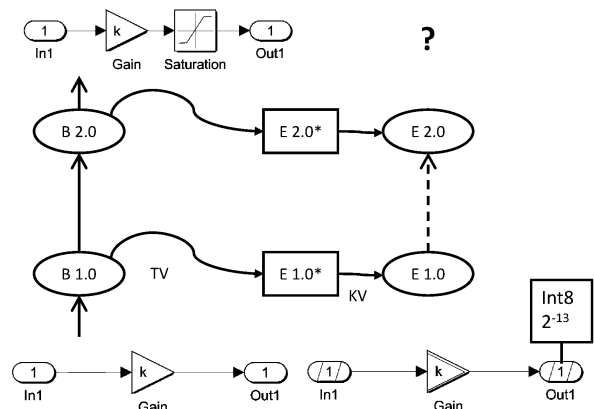 1
k
1
In1
Gain
Saturation
Out1
?
B 2.0
E 2.0*
E 2.0
B 1.0
TV
E 1.0*
KV
E 1.0
Int8
2⁻¹³
1
k
1
1
k
1
In1
Gain
Out1
In1
Gain
Out1